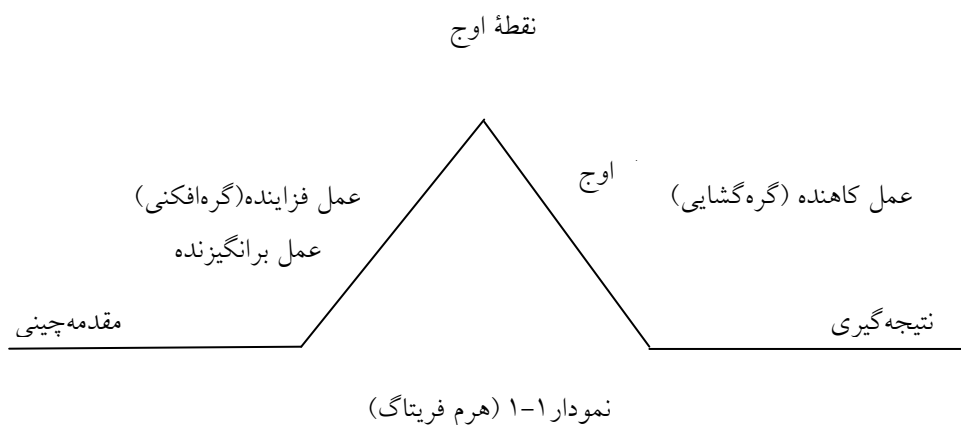 نقطهٔ اوج
اوج
عمل فزاینده(گره‌افکنی)
عمل کاهنده (گره‌گشایی)
عمل برانگیزنده
مقدمه‌چینی
نتیجه‌گیری
نمودار۱-۱ (هرم فریتاگ)